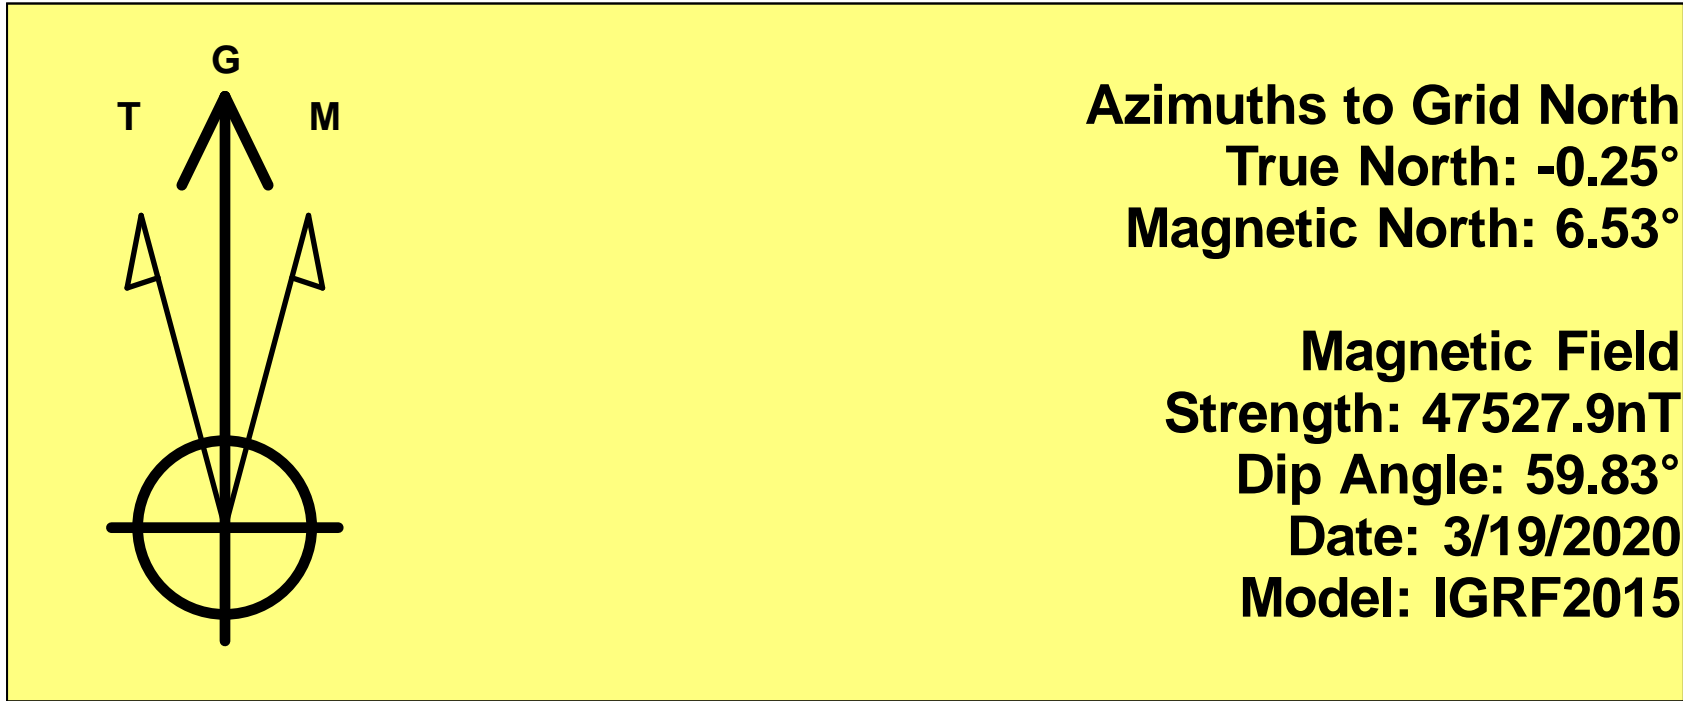 G
T M
Azimuths to Grid North
True North: -0.25°
Magnetic North: 6.53°
Magnetic Field
Strength: 47527.9nT
Dip Angle: 59.83°
Date: 3/19/2020
Model: IGRF2015